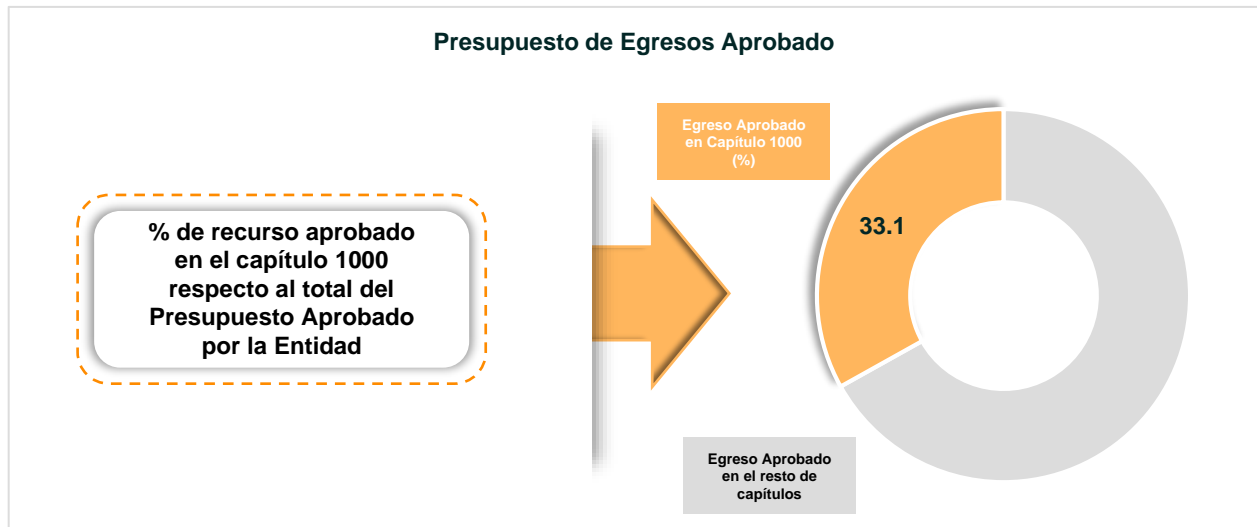 Presupuesto de Egresos Aprobado
Egreso Aprobado
en Capítulo 1000
(%)
33.1
% de recurso aprobado
en el capítulo 1000
respecto al total del
Presupuesto Aprobado
por la Entidad
Egreso Aprobado
en el resto de
capítulos